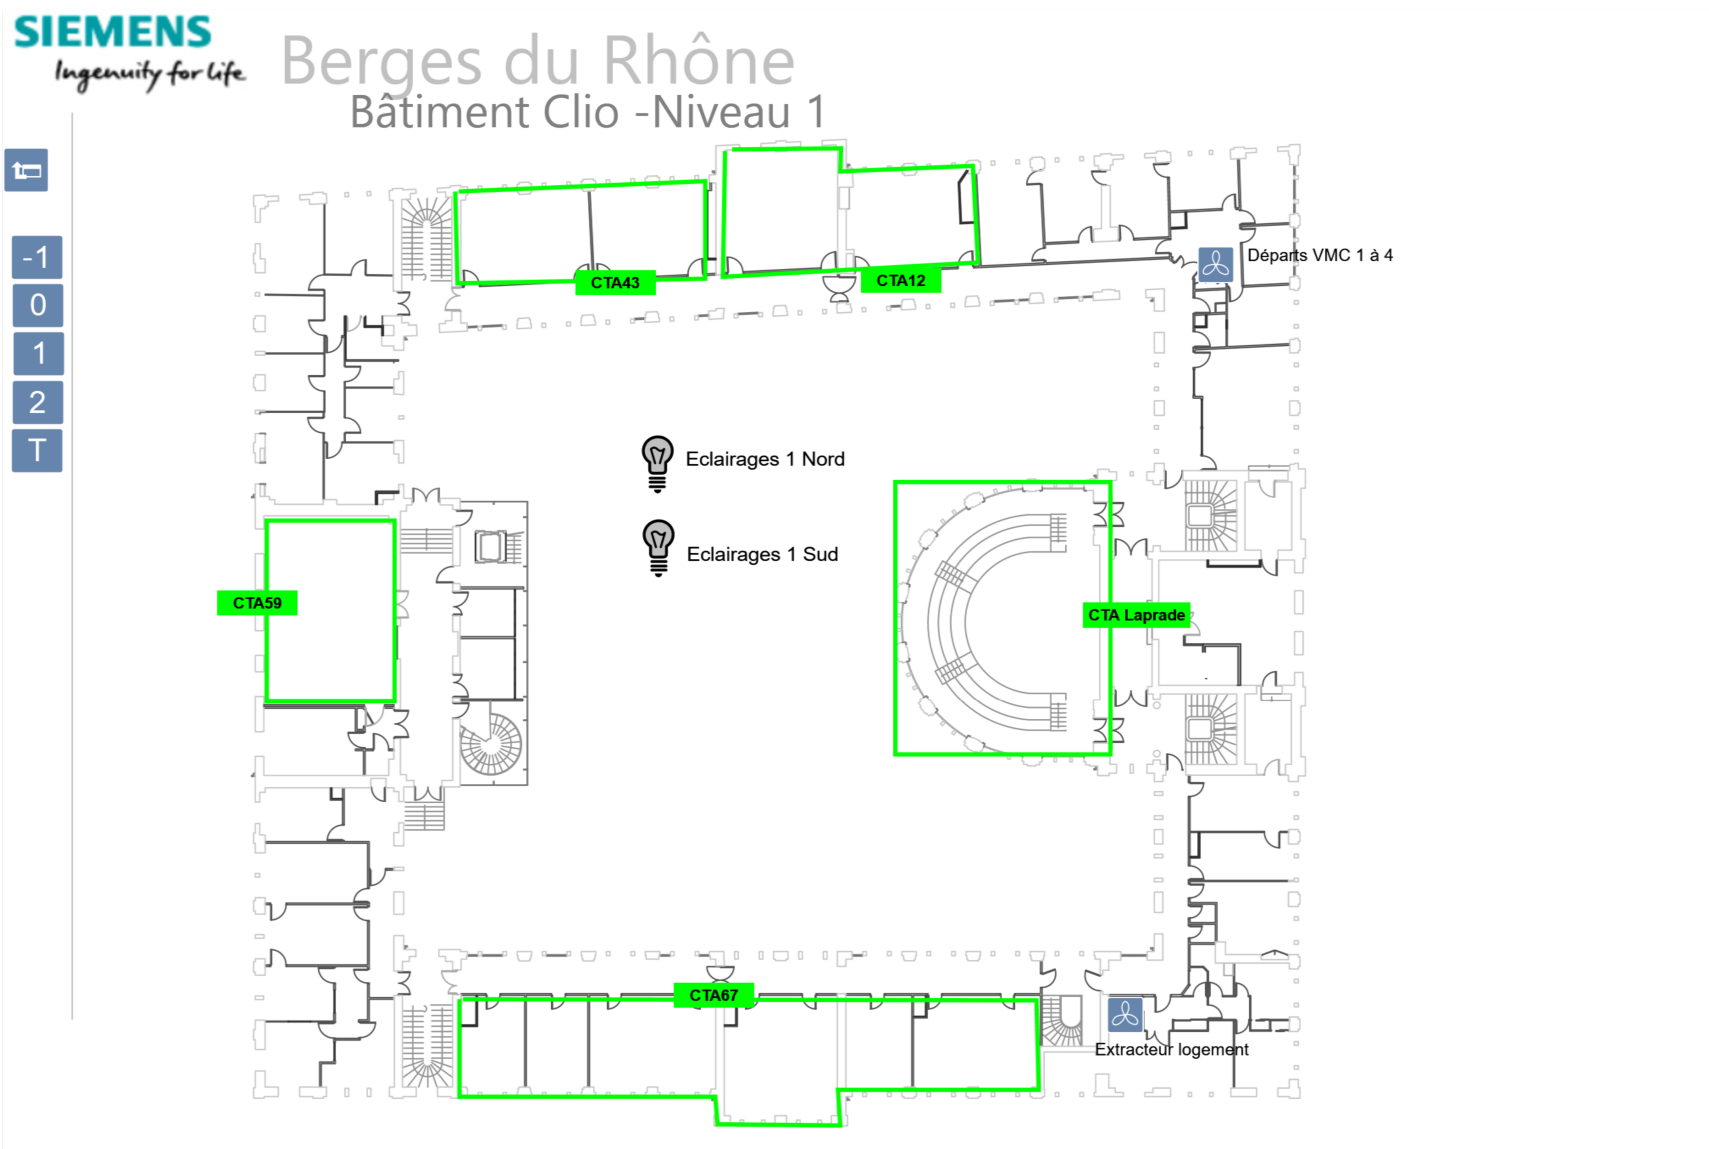 SIEMENS
Ingenuity for life
Berges du Rhône
Bâtiment Clio -Niveau 1
-1
0
1
2
T
CTA43
CTA12
Départs VMC 1 à 4
Eclairages 1 Nord
Eclairages 1 Sud
CTA59
CTA Laprade
CTA67
Extracteur logement